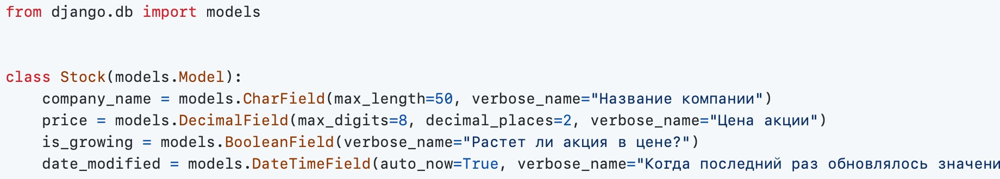 from django.db import models
class Stock(models.Model):
company_name = models.CharField(max_length=50, verbose_name="Название компании")
price = models.DecimalField(max_digits=8, decimal_places=2, verbose_name="Цена акции")
is_growing = models.BooleanField(verbose_name="Растет ли акция в цене?")
date_modified = models.DateTimeField(auto_now=True, verbose_name="Когда последний раз обновлялось значени